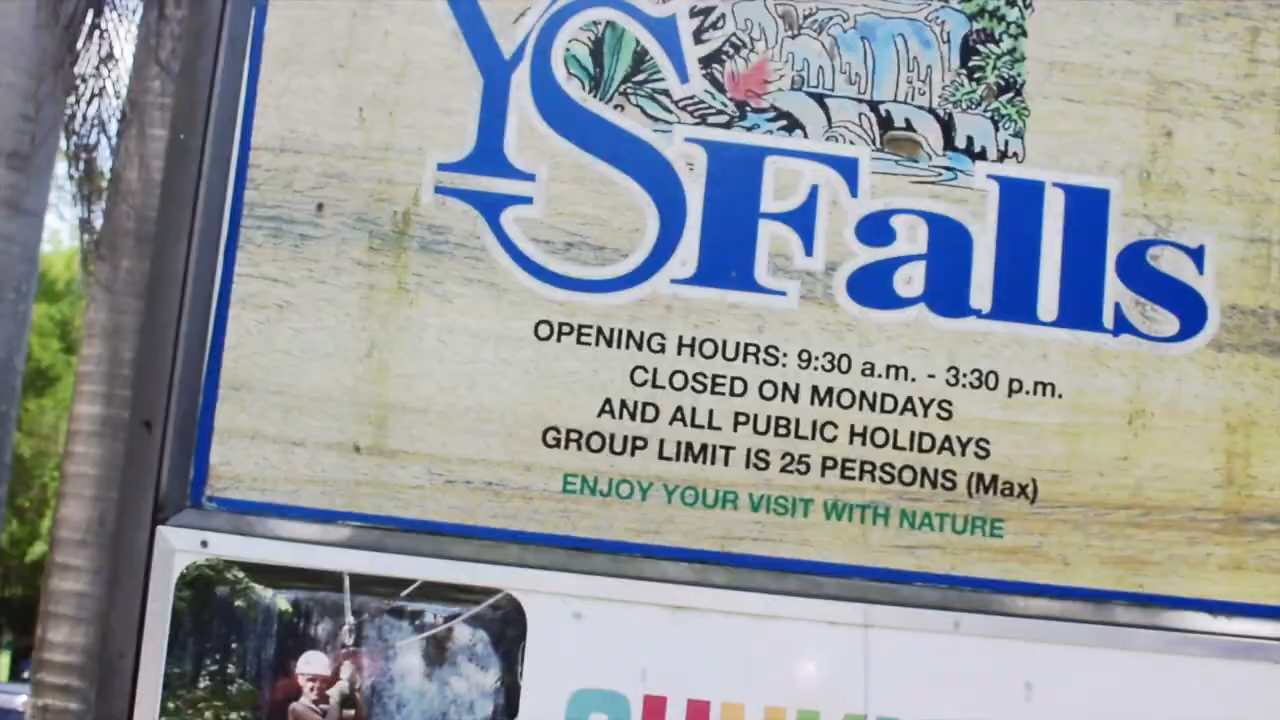 YS Falls
OPENING HOURS: 9:30 a.m. - 3:30 p.m.
CLOSED ON MONDAYS
AND ALL PUBLIC HOLIDAYS
GROUP LIMIT IS 25 PERSONS (Max)
ENJOY YOUR VISIT WITH NATURE